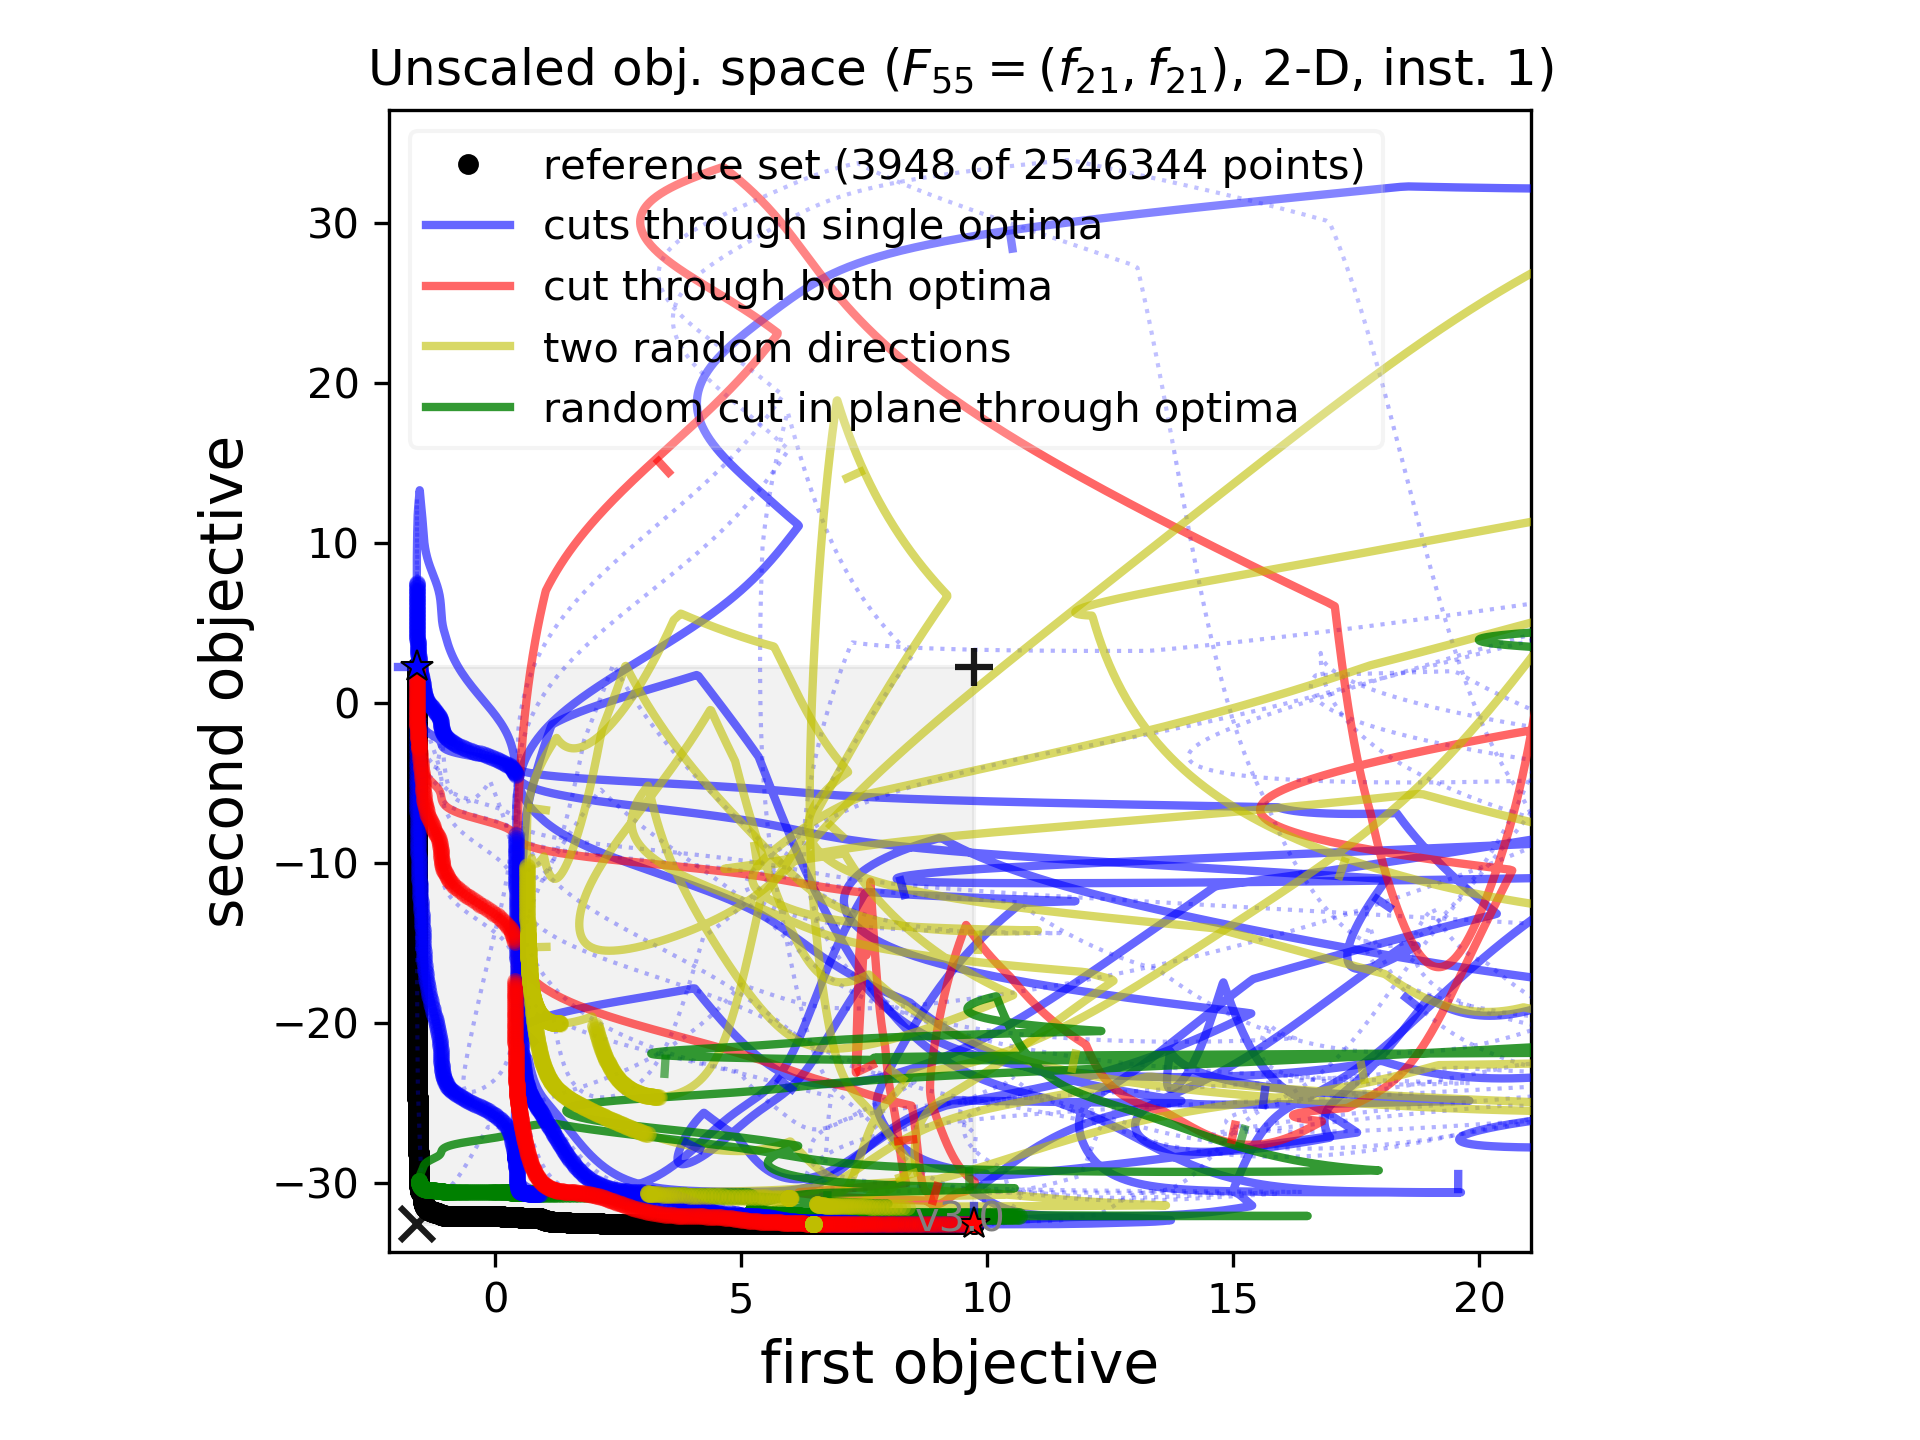 Unscaled obj. space (F₅₅ = (f₂₁, f₂₁), 2-D, inst. 1)
reference set (3948 of 2546344 points)
cuts through single optima
cut through both optima
two random directions
random cut in plane through optima
second objective
30
20
10
0
−10
−20
−30
v3.0
0 5 10 15 20
first objective